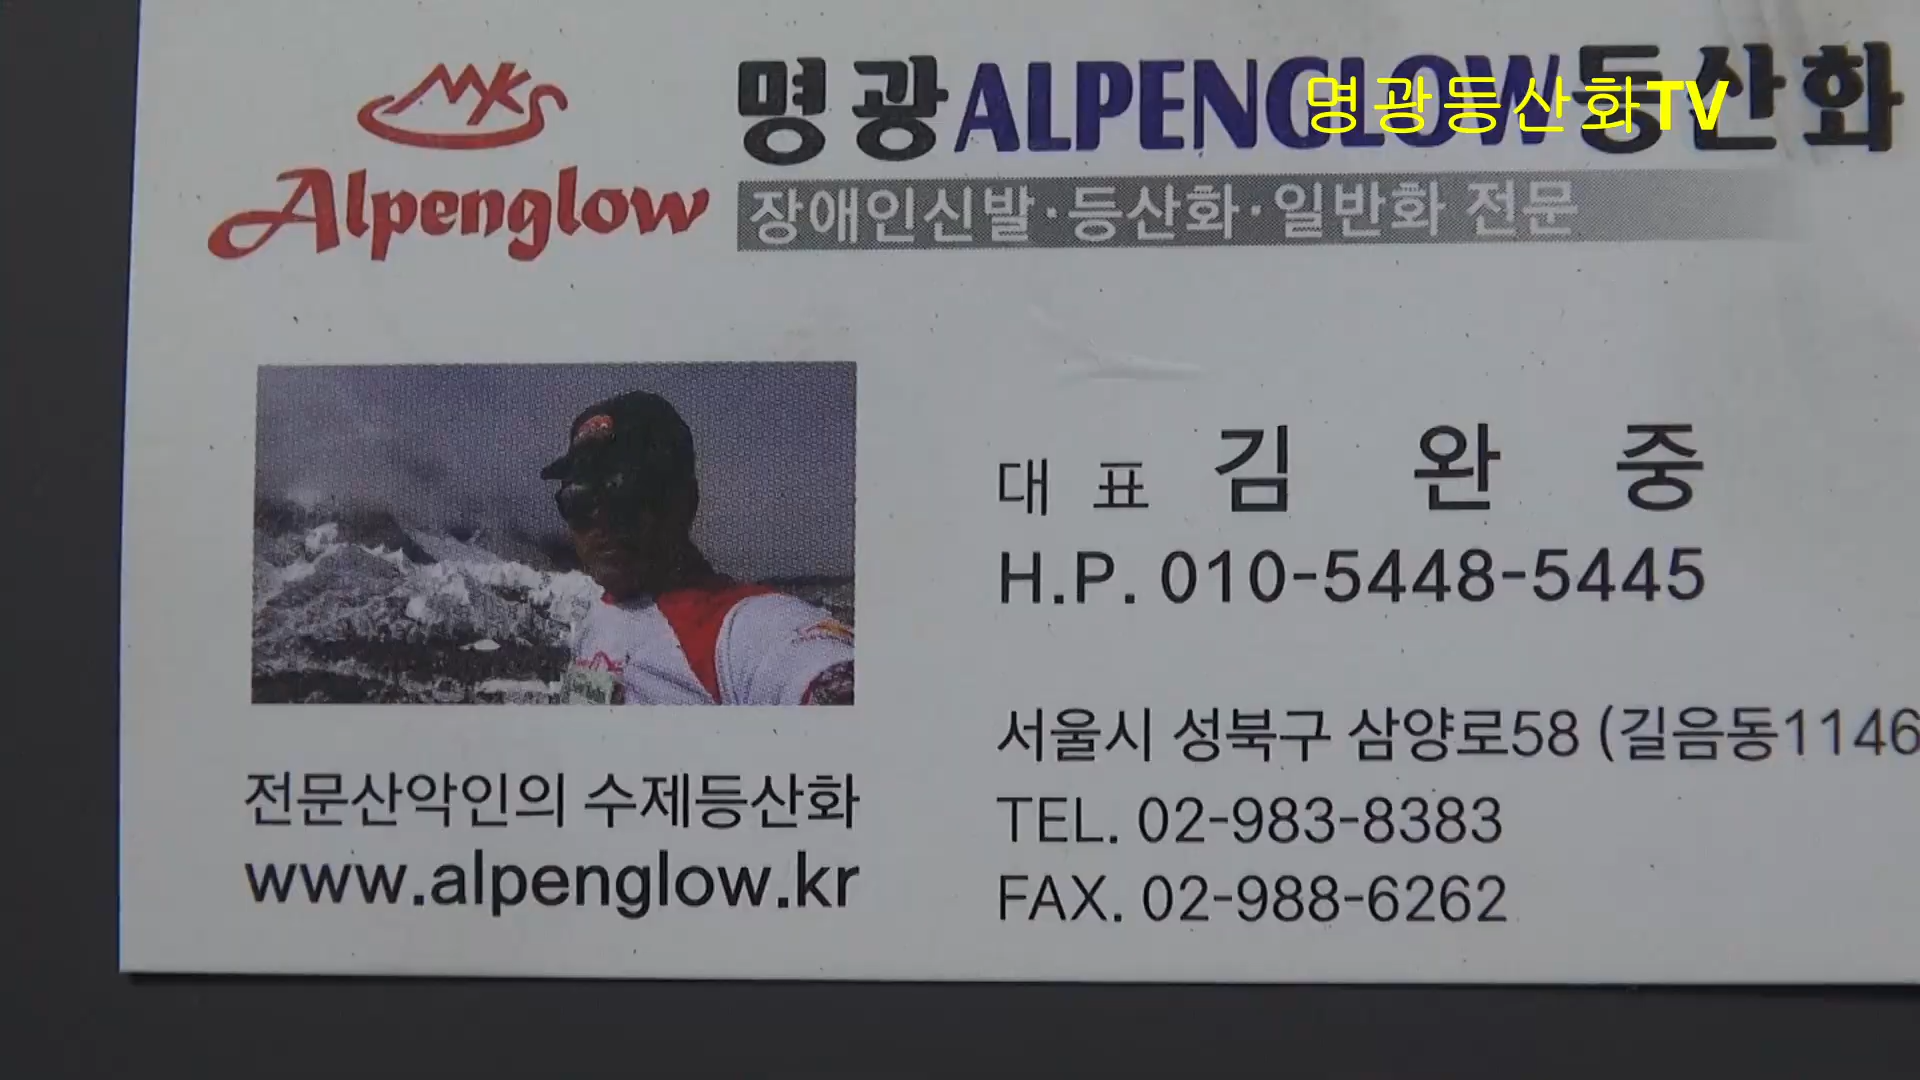 MKS
Alpenglow
명광ALPENGLOW등산화
명광등산화TV
장애인신발·등산화·일반화 전문
대 표 김 완 중
H.P. 010-5448-5445
서울시 성북구 삼양로58 (길음동1146
TEL. 02-983-8383
FAX. 02-988-6262
전문산악인의 수제등산화
www.alpenglow.kr